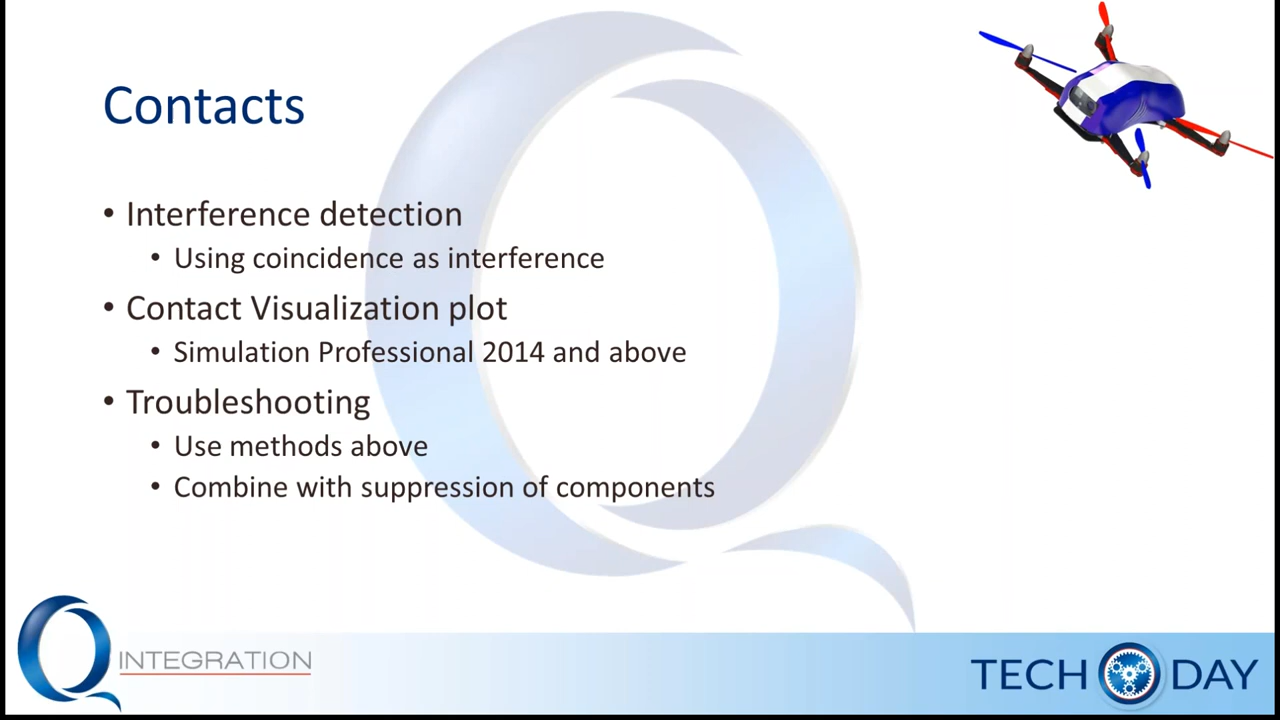 Contacts
• Interference detection
• Using coincidence as interference
• Contact Visualization plot
• Simulation Professional 2014 and above
• Troubleshooting
• Use methods above
• Combine with suppression of components
INTEGRATION
TECH DAY